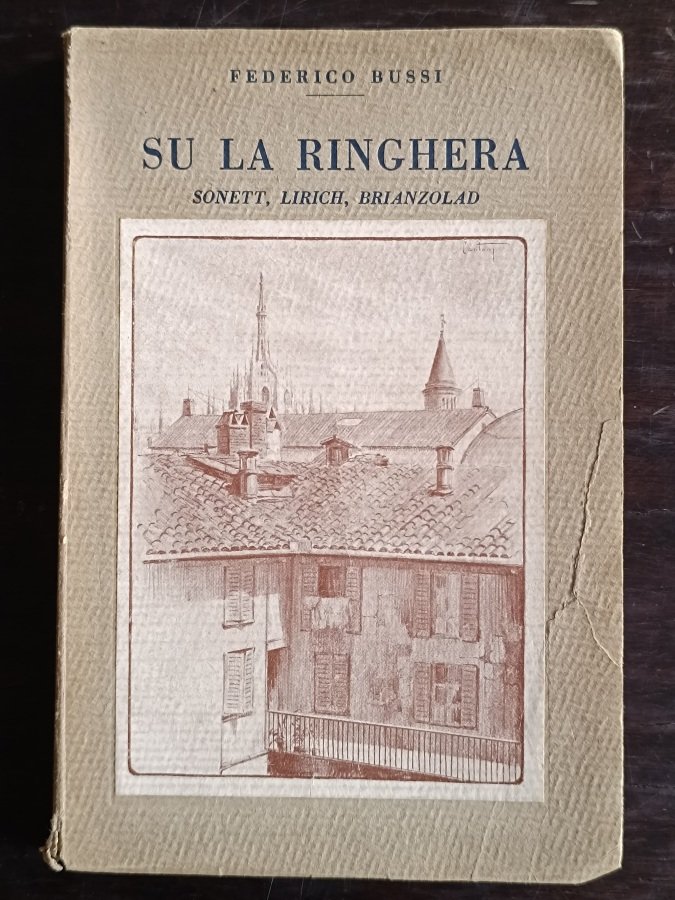 FEDERICO BUSSI
SU LA RINGHERA
SONETT, LIRICH, BRIANZOLAD